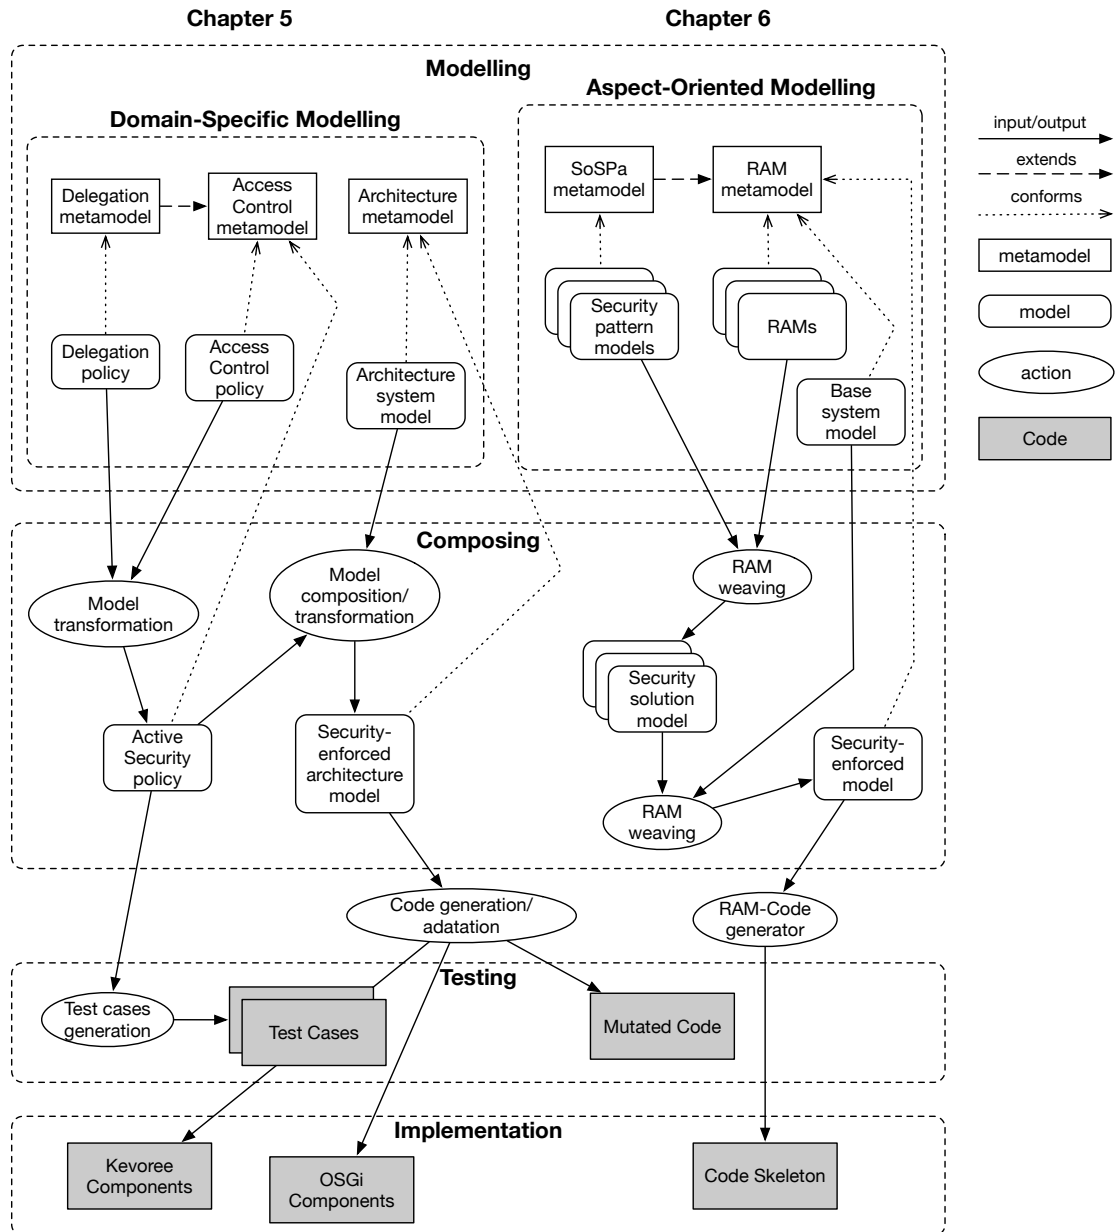 Chapter 5
Chapter 6
Modelling
Domain-Specific Modelling
Aspect-Oriented Modelling
Delegation
metamodel
Access
Control
metamodel
Architecture
metamodel
SoSPa
metamodel
RAM
metamodel
Delegation
policy
Access
Control
policy
Architecture
system
model
Security
pattern
models
RAMs
Base
system
model
input/output
extends
conforms
metamodel
model
action
Code
Composing
Model
transformation
Model
composition/
transformation
RAM
weaving
Active
Security
policy
Security-
enforced
architecture
model
Security
solution
model
RAM
weaving
Security-
enforced
model
Code generation/
adatation
RAM-Code
generator
Testing
Test cases
generation
Test Cases
Mutated Code
Implementation
Kevoree
Components
OSGi
Components
Code Skeleton